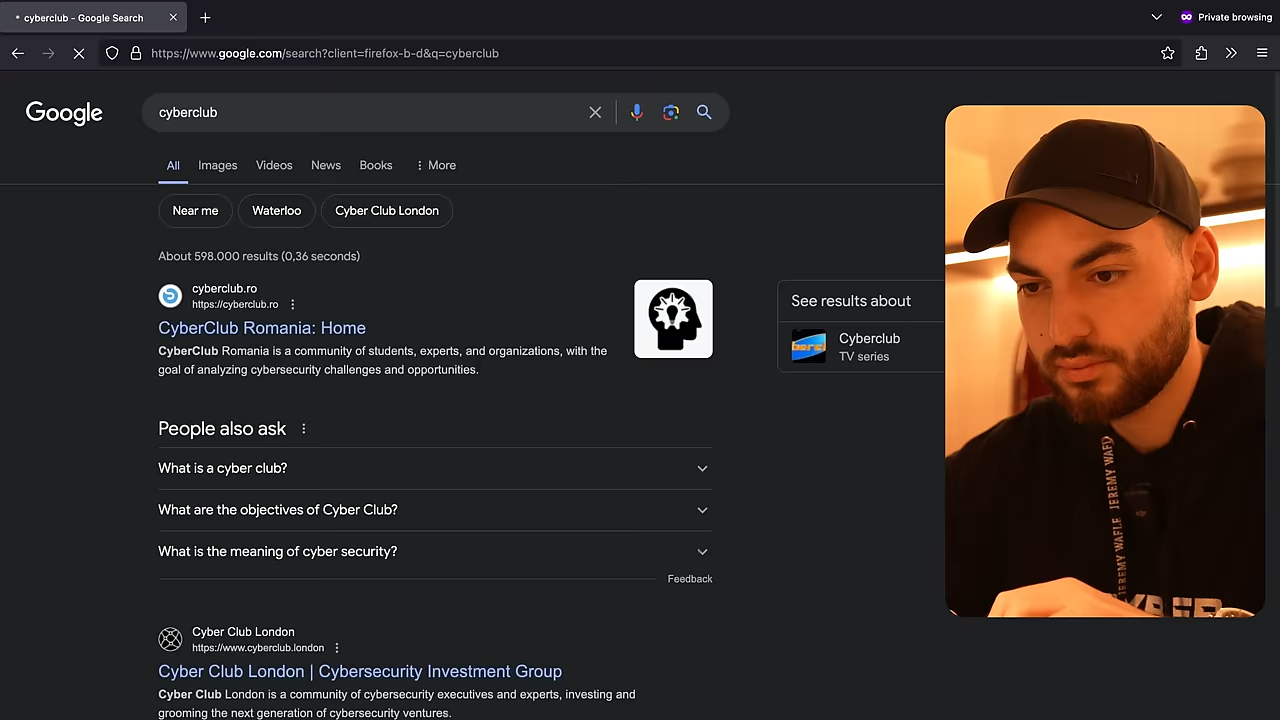 cyberclub - Google Search
Private browsing
https://www.google.com/search?client=firefox-b-d&q=cyberclub
Google
cyberclub
All Images Videos News Books More
Near me Waterloo Cyber Club London
About 598.000 results (0,36 seconds)
cyberclub.ro
https://cyberclub.ro
CyberClub Romania: Home
CyberClub Romania is a community of students, experts, and organizations, with the
goal of analyzing cybersecurity challenges and opportunities.
See results about
Cyberclub
TV series
People also ask
What is a cyber club?
What are the objectives of Cyber Club?
What is the meaning of cyber security?
Feedback
Cyber Club London
https://www.cyberclub.london
Cyber Club London | Cybersecurity Investment Group
Cyber Club London is a community of cybersecurity executives and experts, investing and
grooming the next generation of cybersecurity ventures.
JEREMY WAFLE JEREMY WAFL